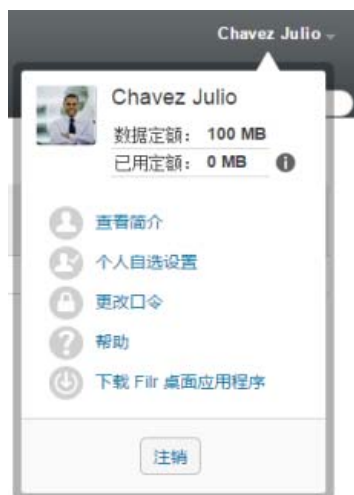 Chavez Julio
Chavez Julio
数据定額： 100 MB
已用定額： 0 MB
查看简介
个人自选设置
更改口令
帮助
下载 Filr 桌面应用程序
注销